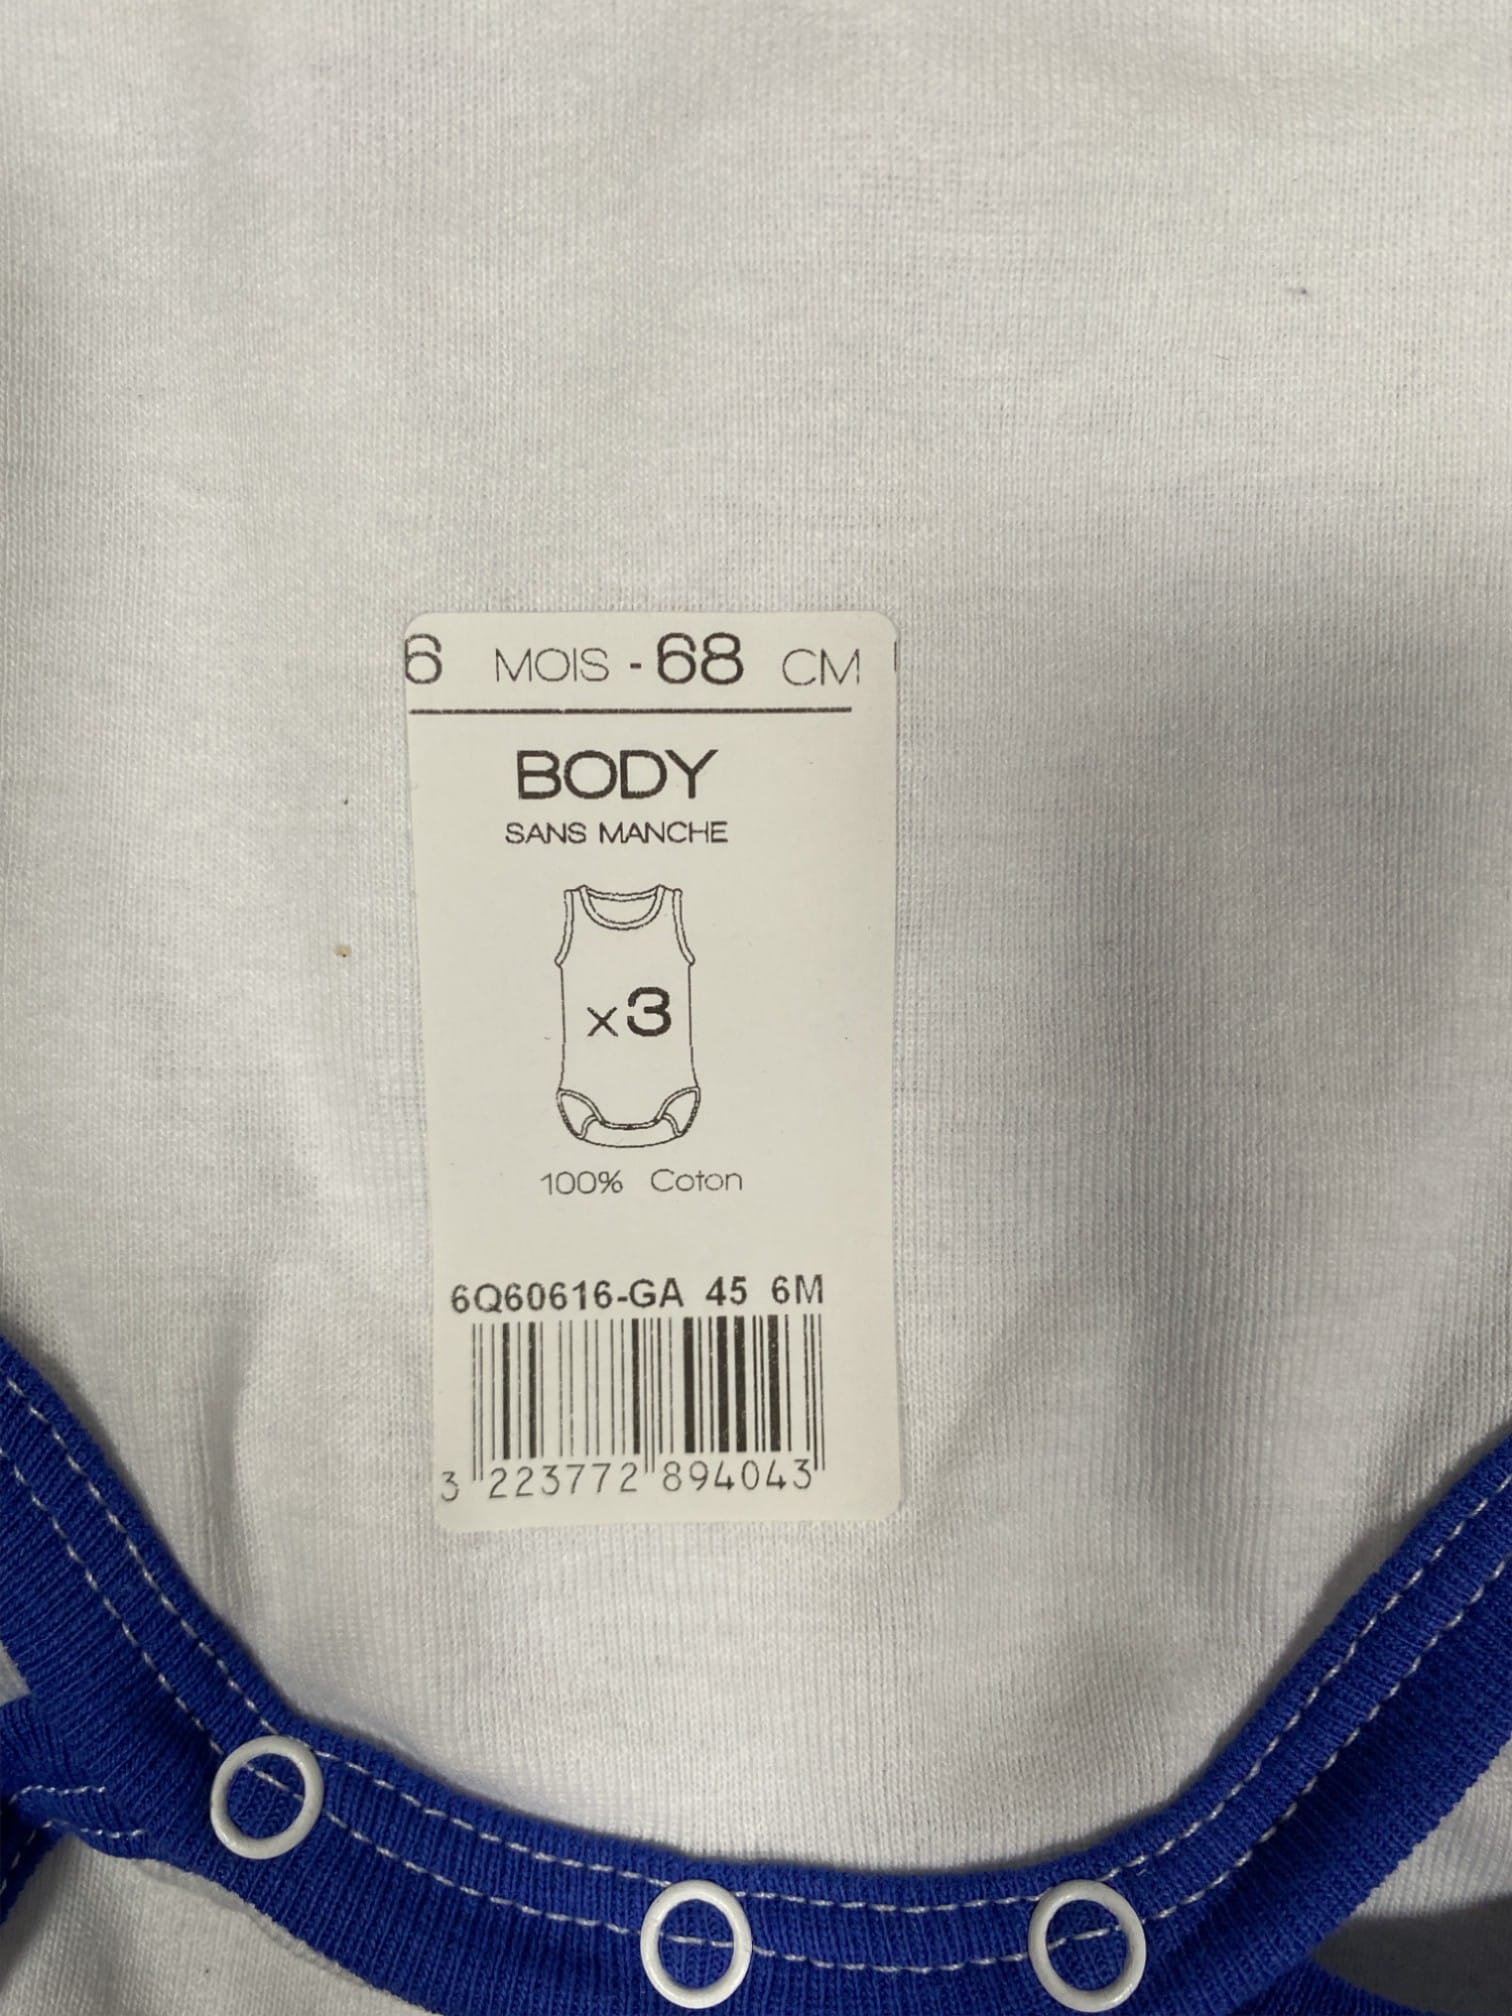 6 MOIS - 68 CM
BODY
SANS MANCHE
x3
100% Coton
6Q60616-GA 45 6M
3 223772 894043